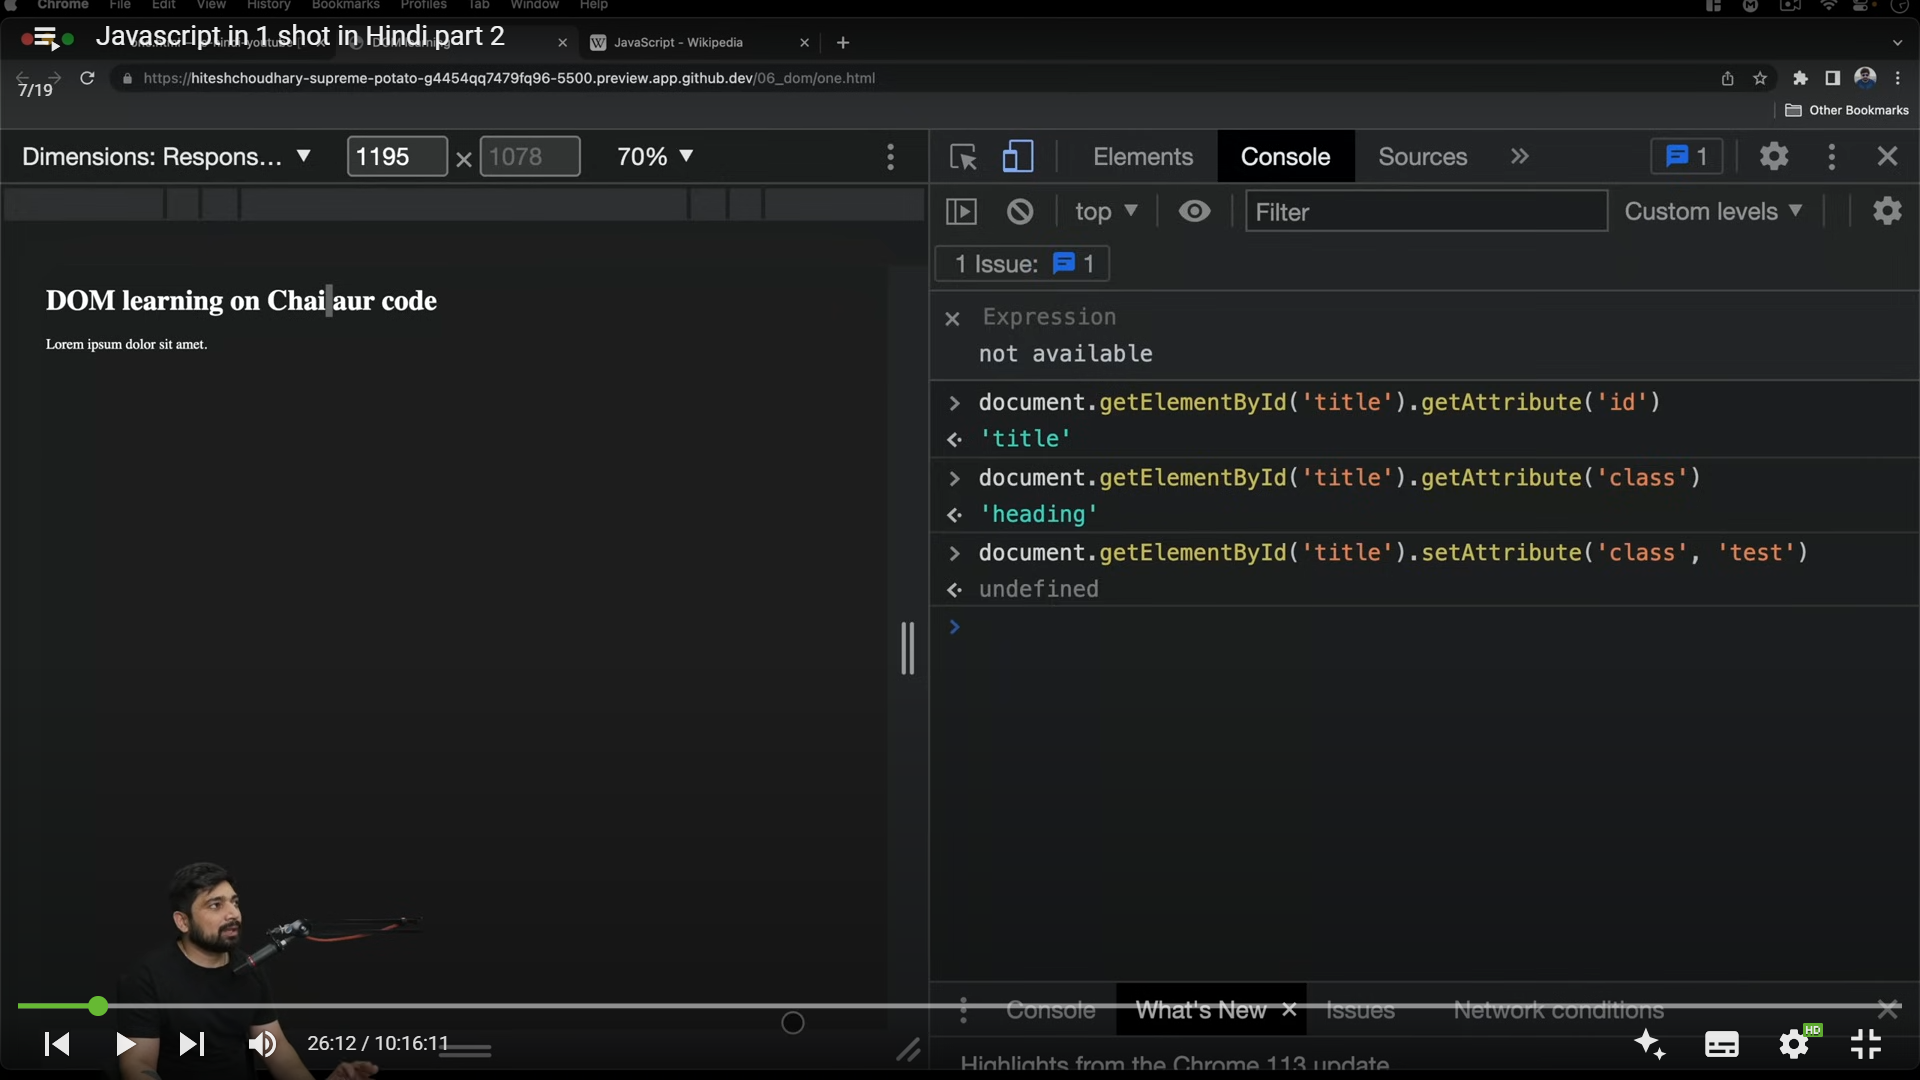 Chrome File Edit View History Bookmarks Profiles Tab Window Help
Javascript in 1 shot in Hindi part 2
JavaScript - Wikipedia
7/19
https://hiteshchoudhary-supreme-potato-g4454qq7479fq96-5500.preview.app.github.dev/06_dom/one.html
Other Bookmarks
Dimensions: Respons... 1195 × 1078 70%
Elements Console Sources 1
top Filter Custom levels
1 Issue: 1
DOM learning on Chai aur code
Lorem ipsum dolor sit amet.
Expression
not available
document.getElementById('title').getAttribute('id')
'title'
document.getElementById('title').getAttribute('class')
'heading'
document.getElementById('title').setAttribute('class', 'test')
undefined
Console What's New Issues Network conditions
26:12 / 10:16:11
HD
Highlights from the Chrome 113 update